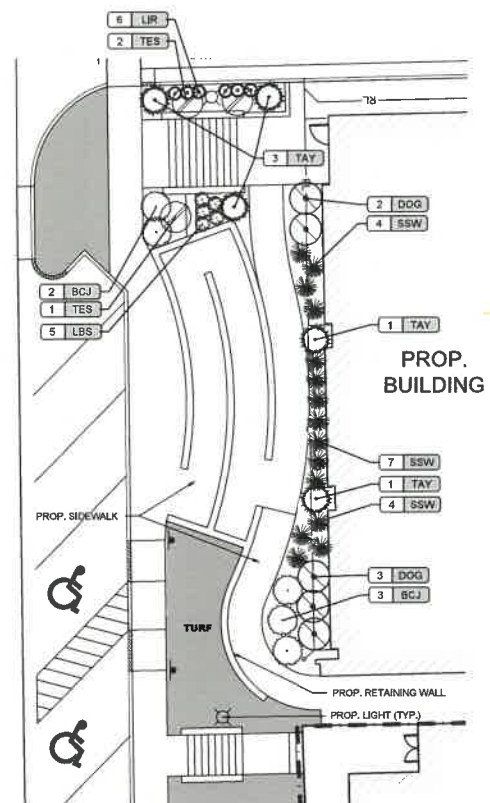 6 LIR
2 TES
RL
3 TAY
2 DOG
4 SSW
2 BCJ
1 TES
5 LBS
1 TAY
PROP.
BUILDING
7 SSW
1 TAY
4 SSW
PROP. SIDEWALK
3 DOG
3 BCJ
TURF
PROP. RETAINING WALL
PROP. LIGHT (TYP.)